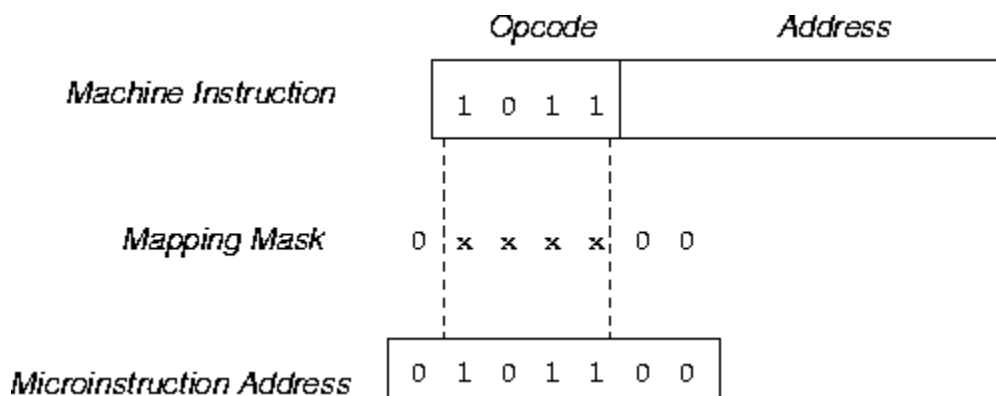 Opcode Address
Machine Instruction 1 0 1 1
Mapping Mask 0 x x x x 0 0
Microinstruction Address 0 1 0 1 1 0 0